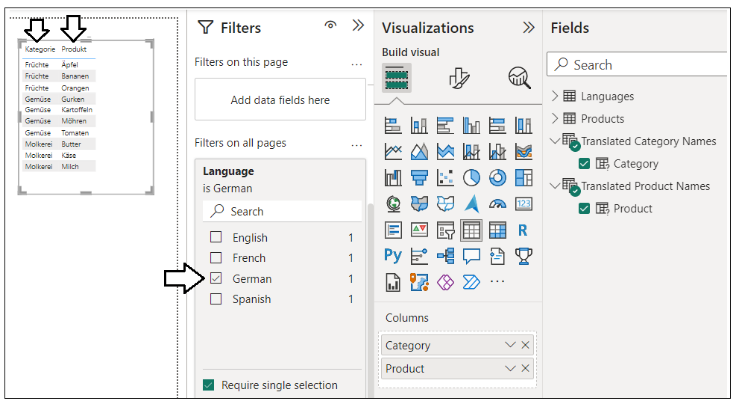 Kategorie Produkt
Früchte Äpfel
Früchte Bananen
Früchte Orangen
Gemüse Gurken
Gemüse Kartoffeln
Gemüse Möhren
Gemüse Tomaten
Molkerei Butter
Molkerei Käse
Molkerei Milch
Filters
Filters on this page ...
Add data fields here
Filters on all pages ...
Language
is German
Search
English 1
French 1
German 1
Spanish 1
Require single selection
Visualizations
Build visual
123
R
Py
...
Columns
Category
Product
Fields
Search
Languages
Products
Translated Category Names
Category
Translated Product Names
Product